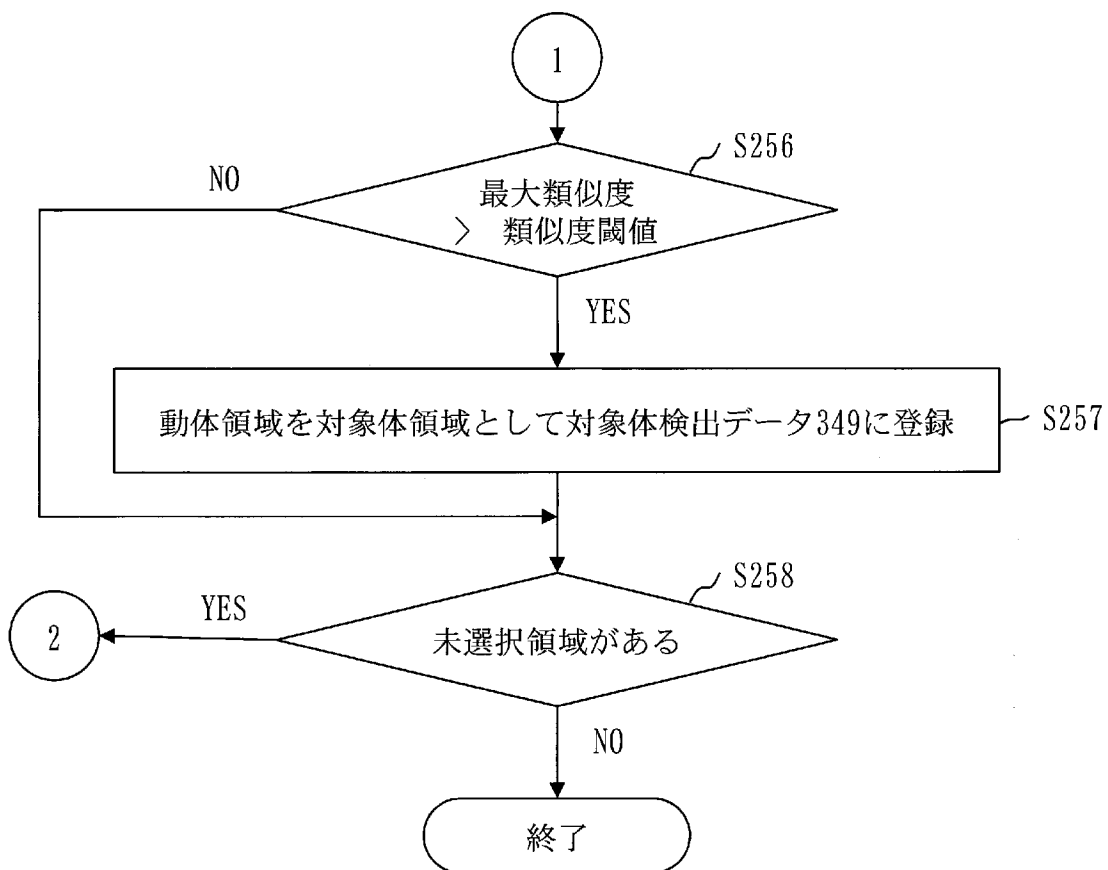 1
S256
NO
最大類似度
> 類似度閾値
YES
動体領域を対象体領域として対象体検出データ349に登録
S257
S258
YES
2
未選択領域がある
NO
終了